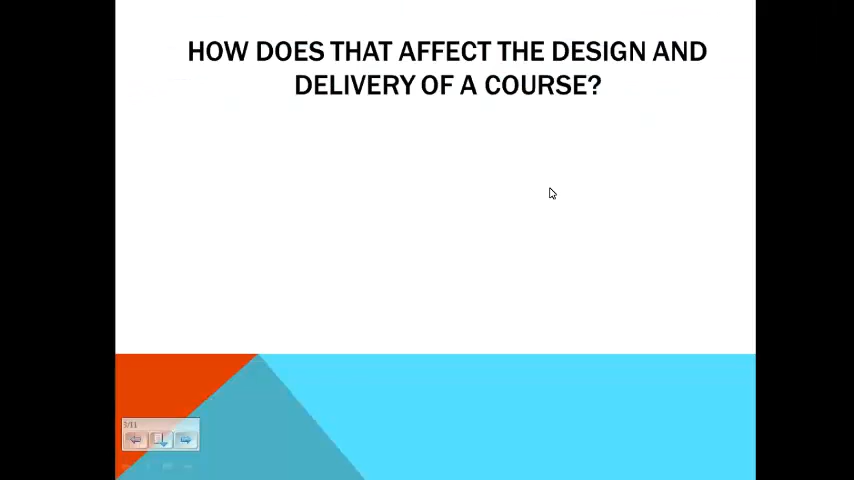 HOW DOES THAT AFFECT THE DESIGN AND
DELIVERY OF A COURSE?